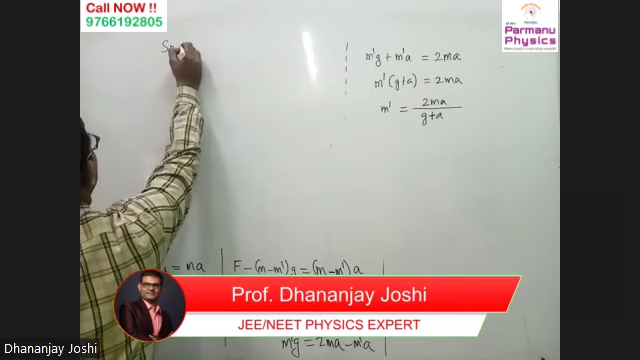 Call NOW !!
9766192805
Parmanu
Physics
m'g + m'a = 2ma
m'(g+a) = 2ma
m' = 2ma
g+a
= ma
F-(m-m')g = (m-m')a
Prof. Dhananjay Joshi
JEE/NEET PHYSICS EXPERT
m'g = 2ma-m'a
Dhananjay Joshi